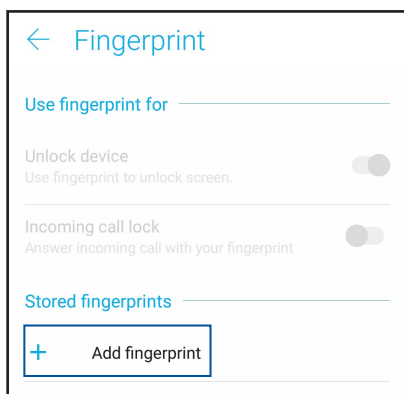 Fingerprint
Use fingerprint for
Unlock device
Use fingerprint to unlock screen.
Incoming call lock
Answer incoming call with your fingerprint
Stored fingerprints
+ Add fingerprint